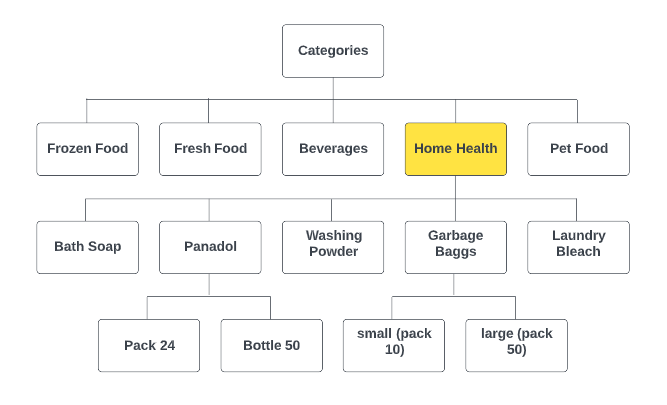 Categories
Frozen Food
Fresh Food
Beverages
Home Health
Pet Food
Bath Soap
Panadol
Washing
Powder
Garbage
Baggs
Laundry
Bleach
Pack 24
Bottle 50
small (pack
10)
large (pack
50)